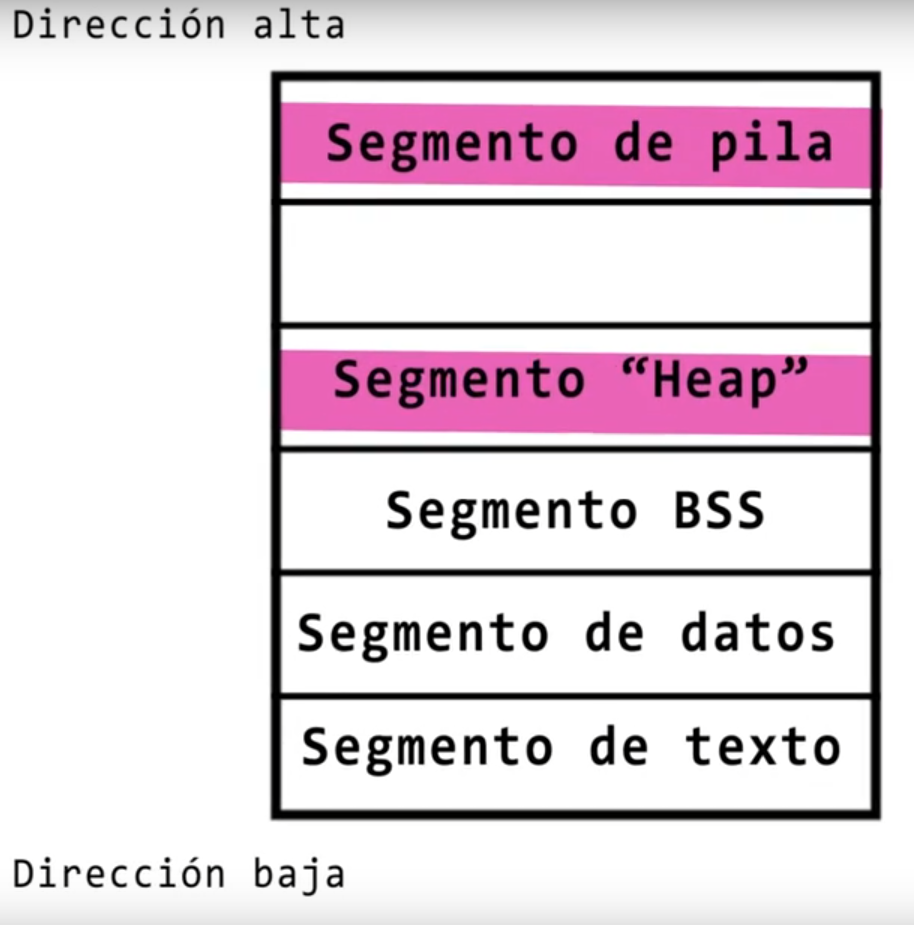 Dirección alta
Segmento de pila
Segmento “Heap”
Segmento BSS
Segmento de datos
Segmento de texto
Dirección baja